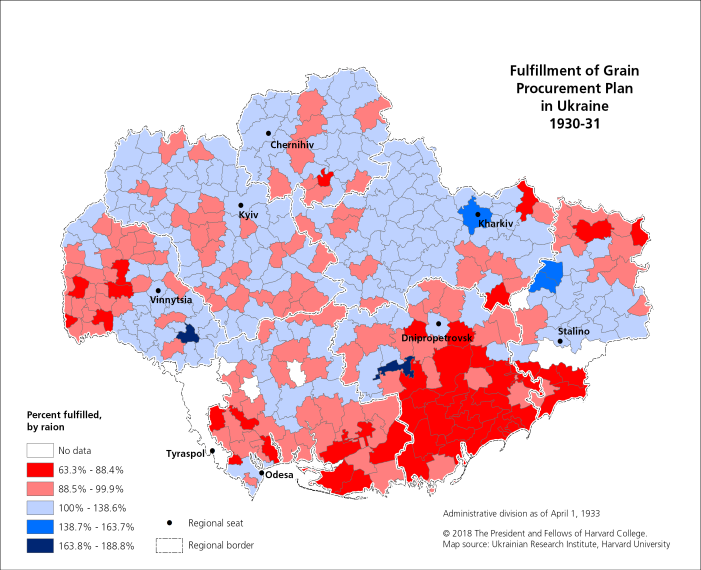 Fulfillment of Grain
Procurement Plan
in Ukraine
1930-31
Chernihiv
Kyiv
Kharkiv
Vinnytsia
Stalino
Dnipropetrovsk
Tyraspol
Odesa
Percent fulfilled,
by raion
No data
63.3% - 88.4%
88.5% - 99.9%
100% - 138.6%
138.7% - 163.7%
163.8% - 188.8%
Regional seat
Regional border
Administrative division as of April 1, 1933
© 2018 The President and Fellows of Harvard College.
Map source: Ukrainian Research Institute, Harvard University